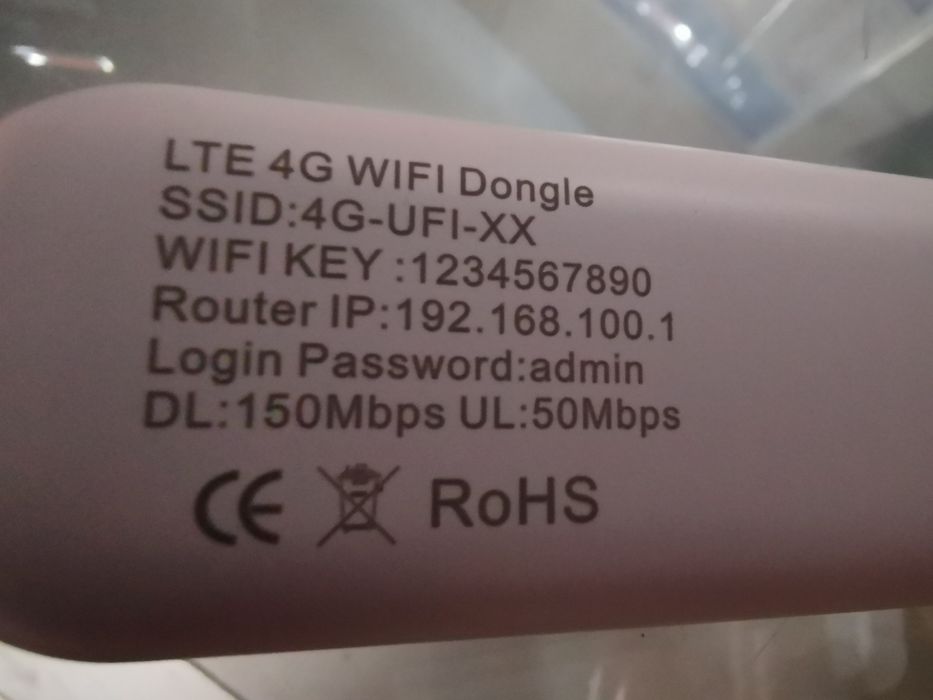 LTE 4G WIFI Dongle
SSID:4G-UFI-XX
WIFI KEY :1234567890
Router IP:192.168.100.1
Login Password:admin
DL:150Mbps UL:50Mbps
CE RoHS